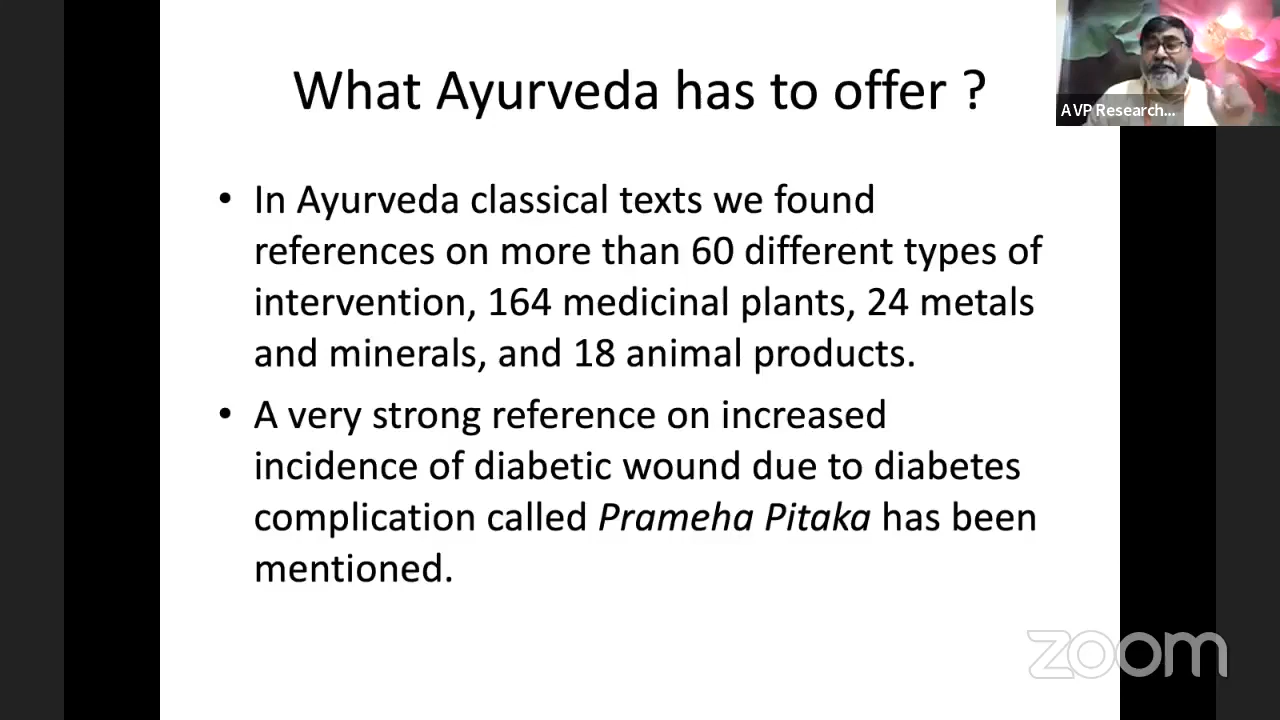 What Ayurveda has to offer ?
AVP Research...
• In Ayurveda classical texts we found
references on more than 60 different types of
intervention, 164 medicinal plants, 24 metals
and minerals, and 18 animal products.
• A very strong reference on increased
incidence of diabetic wound due to diabetes
complication called Prameha Pitaka has been
mentioned.
zoom